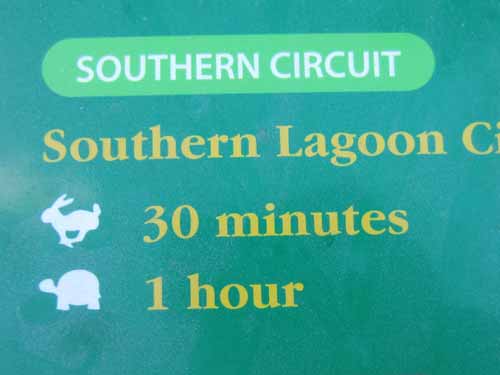 SOUTHERN CIRCUIT
Southern Lagoon
30 minutes
1 hour